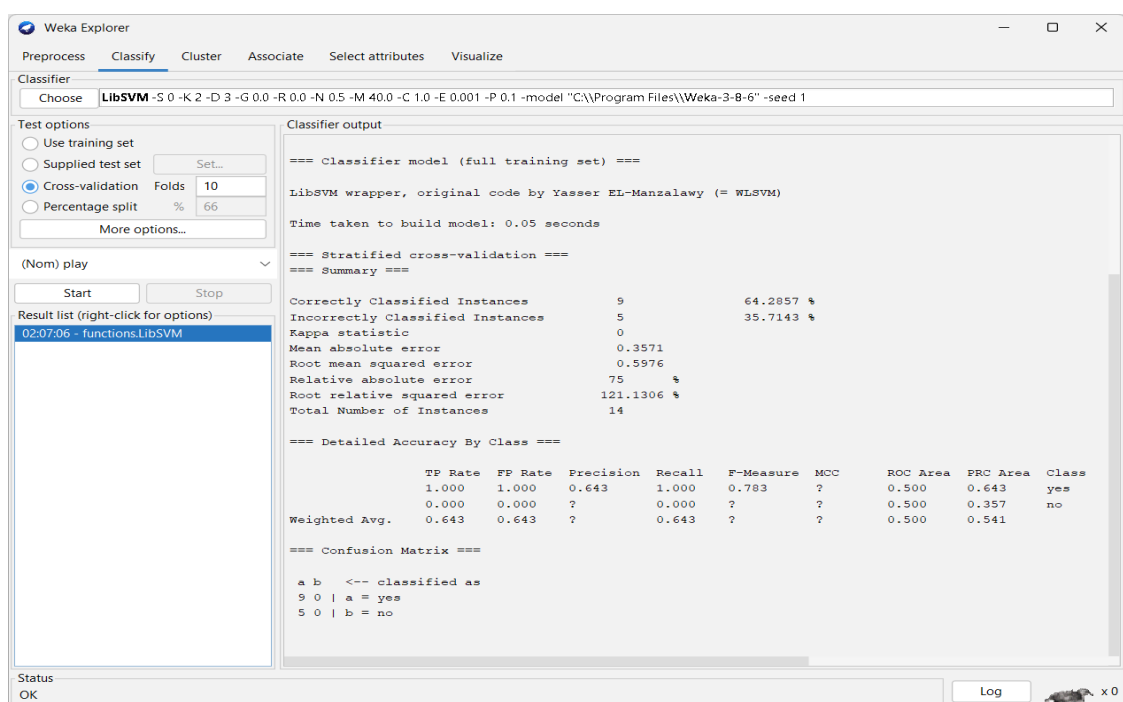 Weka Explorer
Preprocess Classify Cluster Associate Select attributes Visualize
Classifier
Choose LibSVM -S 0 -K 2 -D 3 -G 0.0 -R 0.0 -N 0.5 -M 40.0 -C 1.0 -E 0.001 -P 0.1 -model "C:\\Program Files\\Weka-3-8-6" -seed 1
Test options
Use training set
Supplied test set Set...
Cross-validation Folds 10
Percentage split % 66
More options...
(Nom) play
Start Stop
Result list (right-click for options)
02:07:06 - functions.LibSVM
Classifier output
=== Classifier model (full training set) ===
LibSVM wrapper, original code by Yasser EL-Manzalawy (= WLSVM)
Time taken to build model: 0.05 seconds
=== Stratified cross-validation ===
=== Summary ===
Correctly Classified Instances 9 64.2857 %
Incorrectly Classified Instances 5 35.7143 %
Kappa statistic 0
Mean absolute error 0.3571
Root mean squared error 0.5976
Relative absolute error 75 %
Root relative squared error 121.1306 %
Total Number of Instances 14
=== Detailed Accuracy By Class ===
TP Rate FP Rate Precision Recall F-Measure MCC ROC Area PRC Area Class
1.000 1.000 0.643 1.000 0.783 ? 0.500 0.643 yes
0.000 0.000 ? 0.000 ? ? 0.500 0.357 no
Weighted Avg. 0.643 0.643 ? 0.643 ? ? 0.500 0.541
=== Confusion Matrix ===
a b <-- classified as
9 0 | a = yes
5 0 | b = no
Status
OK
Log x 0